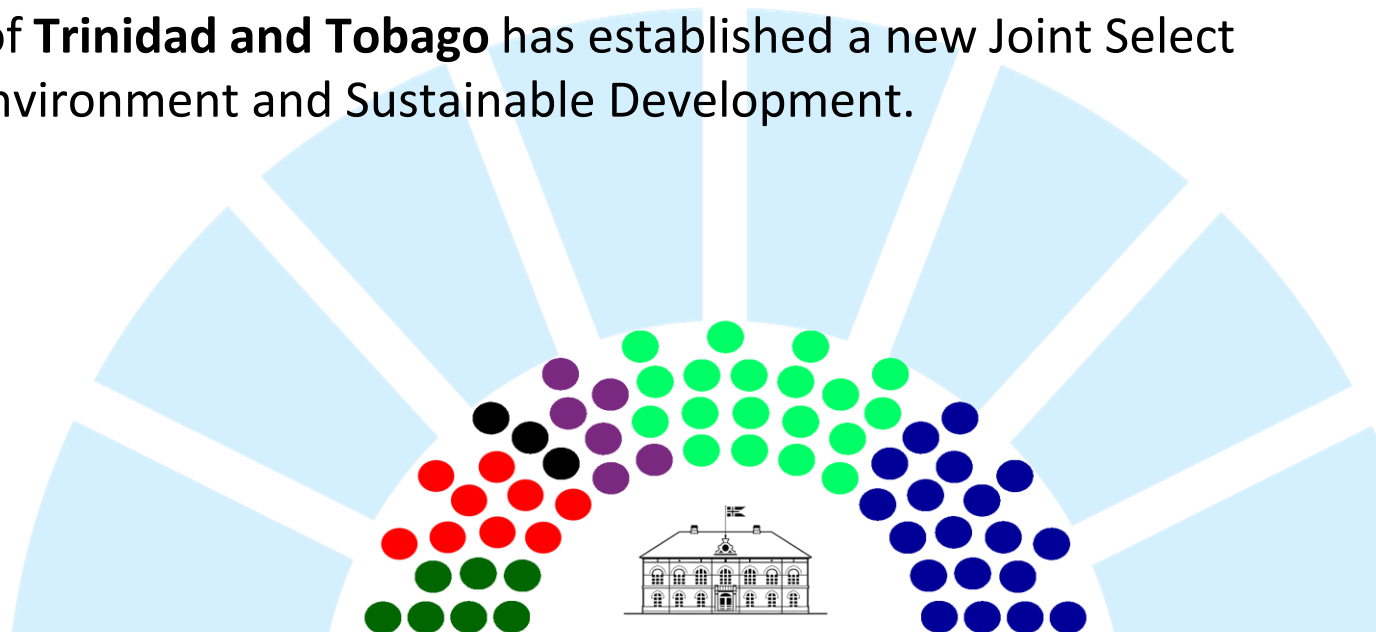 of Trinidad and Tobago has established a new Joint Select
nvironment and Sustainable Development.